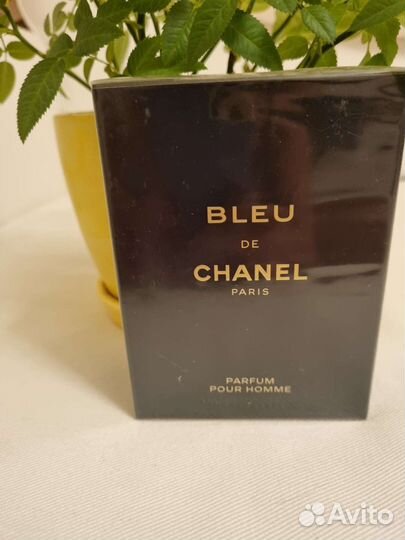 BLEU
DE
CHANEL
PARIS
PARFUM
POUR HOMME
Avito